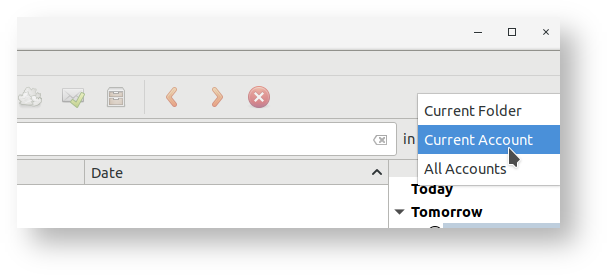 Current Folder
in
Current Account
All Accounts
Date
Today
Tomorrow